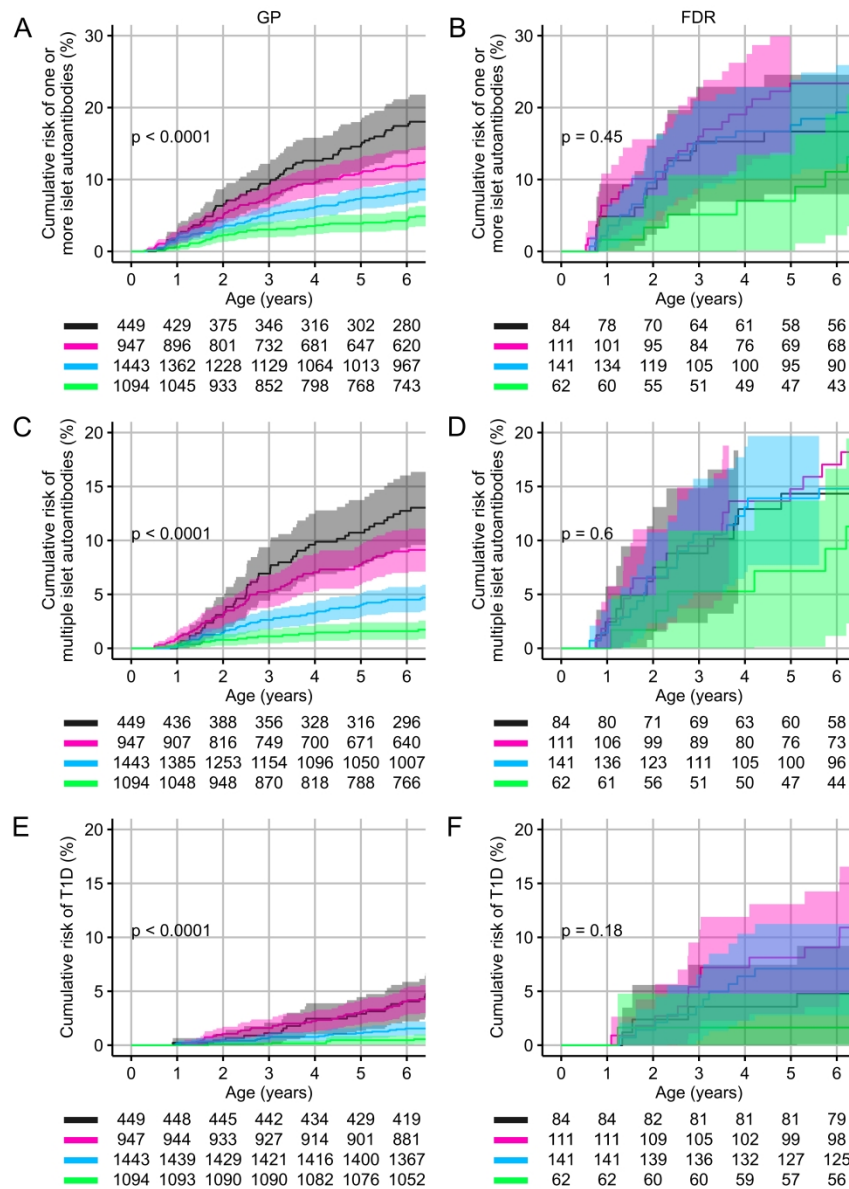 GP
FDR
A
B
Cumulative risk of one or
more islet autoantibodies (%)
30
20
10
0
p < 0.0001
0 1 2 3 4 5 6
Age (years)
449 429 375 346 316 302 280
947 896 801 732 681 647 620
1443 1362 1228 1129 1064 1013 967
1094 1045 933 852 798 768 743
Cumulative risk of one or
more islet autoantibodies (%)
30
20
10
0
p = 0.45
0 1 2 3 4 5 6
Age (years)
84 78 70 64 61 58 56
111 101 95 84 76 69 68
141 134 119 105 100 95 90
62 60 55 51 49 47 43
C
D
Cumulative risk of
multiple islet autoantibodies (%)
20
15
10
5
0
p < 0.0001
0 1 2 3 4 5 6
Age (years)
449 436 388 356 328 316 296
947 907 816 749 700 671 640
1443 1385 1253 1154 1096 1050 1007
1094 1048 948 870 818 788 766
Cumulative risk of
multiple islet autoantibodies (%)
20
15
10
5
0
p = 0.6
0 1 2 3 4 5 6
Age (years)
84 80 71 69 63 60 58
111 106 99 89 80 76 73
141 136 123 111 105 100 96
62 61 56 51 50 47 44
E
F
Cumulative risk of T1D (%)
20
15
10
5
0
p < 0.0001
0 1 2 3 4 5 6
Age (years)
449 448 445 442 434 429 419
947 944 933 927 914 901 881
1443 1439 1429 1421 1416 1400 1367
1094 1093 1090 1090 1082 1076 1052
Cumulative risk of T1D (%)
20
15
10
5
0
p = 0.18
0 1 2 3 4 5 6
Age (years)
84 84 82 81 81 81 79
111 111 109 105 102 99 98
141 141 139 136 132 127 125
62 62 60 60 59 57 56